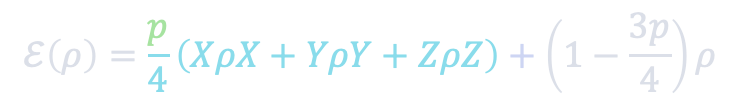 ℰ(ρ) = p/4 (XρX + YρY + ZρZ) + (1 − 3p/4) ρ